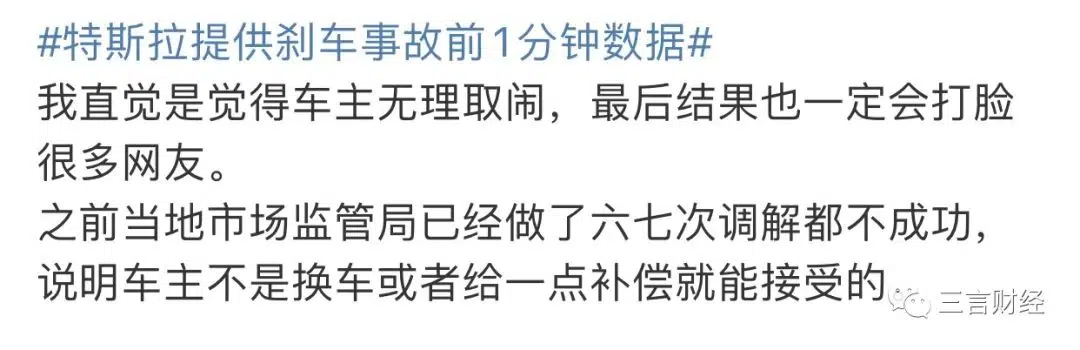 #特斯拉提供刹车事故前1分钟数据#
我直觉是觉得车主无理取闹，最后结果也一定会打脸
很多网友。
之前当地市场监管局已经做了六七次调解都不成功，
说明车主不是换车或者给一点补偿就能接受的
三言财经